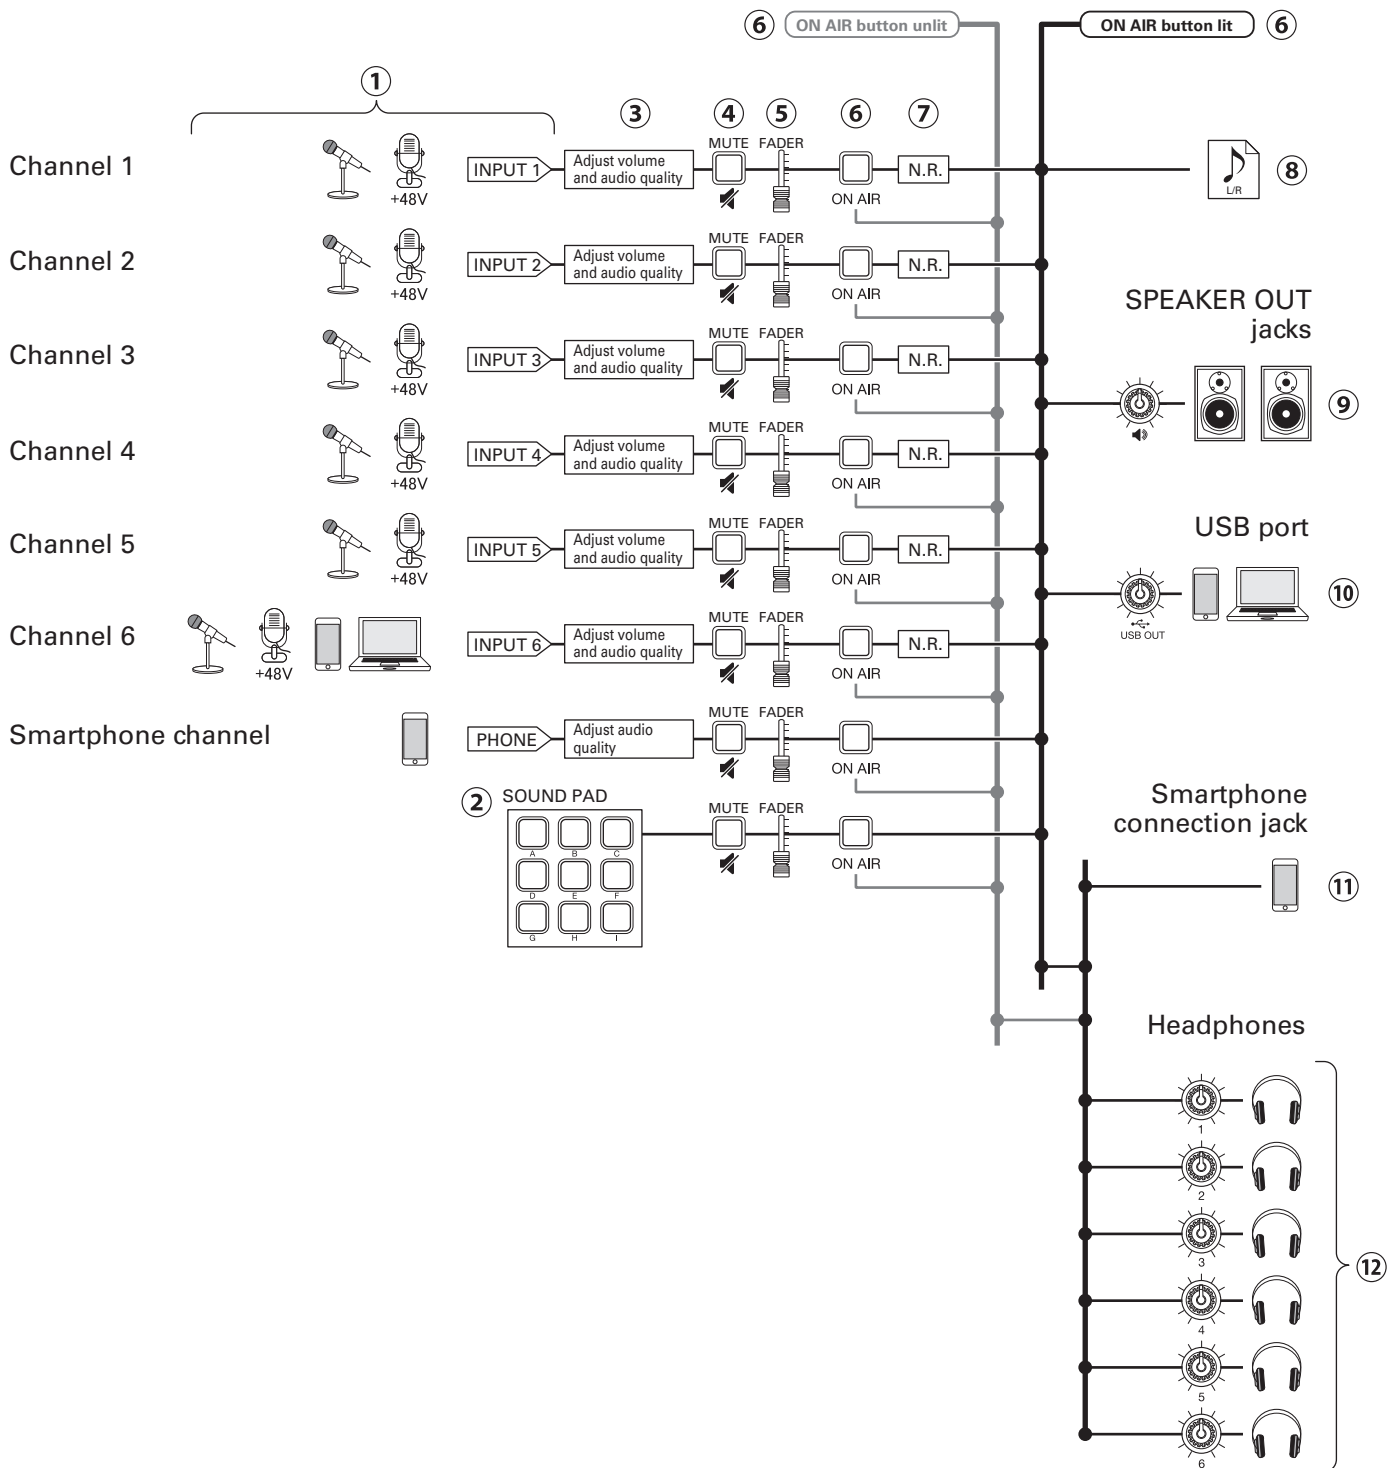 ⑥ ON AIR button unlit
ON AIR button lit ⑥
①
③ ④ ⑤ ⑥ ⑦
Channel 1
+48V
INPUT 1
Adjust volume
and audio quality
MUTE FADER
ON AIR
N.R.
L/R
⑧
Channel 2
+48V
INPUT 2
Adjust volume
and audio quality
MUTE FADER
ON AIR
N.R.
Channel 3
+48V
INPUT 3
Adjust volume
and audio quality
MUTE FADER
ON AIR
N.R.
SPEAKER OUT
jacks
⑨
Channel 4
+48V
INPUT 4
Adjust volume
and audio quality
MUTE FADER
ON AIR
N.R.
Channel 5
+48V
INPUT 5
Adjust volume
and audio quality
MUTE FADER
ON AIR
N.R.
USB port
USB OUT
⑩
Channel 6
+48V
INPUT 6
Adjust volume
and audio quality
MUTE FADER
ON AIR
N.R.
Smartphone channel
PHONE
Adjust audio
quality
MUTE FADER
ON AIR
② SOUND PAD
A B C
D E F
G H I
MUTE FADER
ON AIR
Smartphone
connection jack
⑪
Headphones
1
2
3
4
5
6
⑫